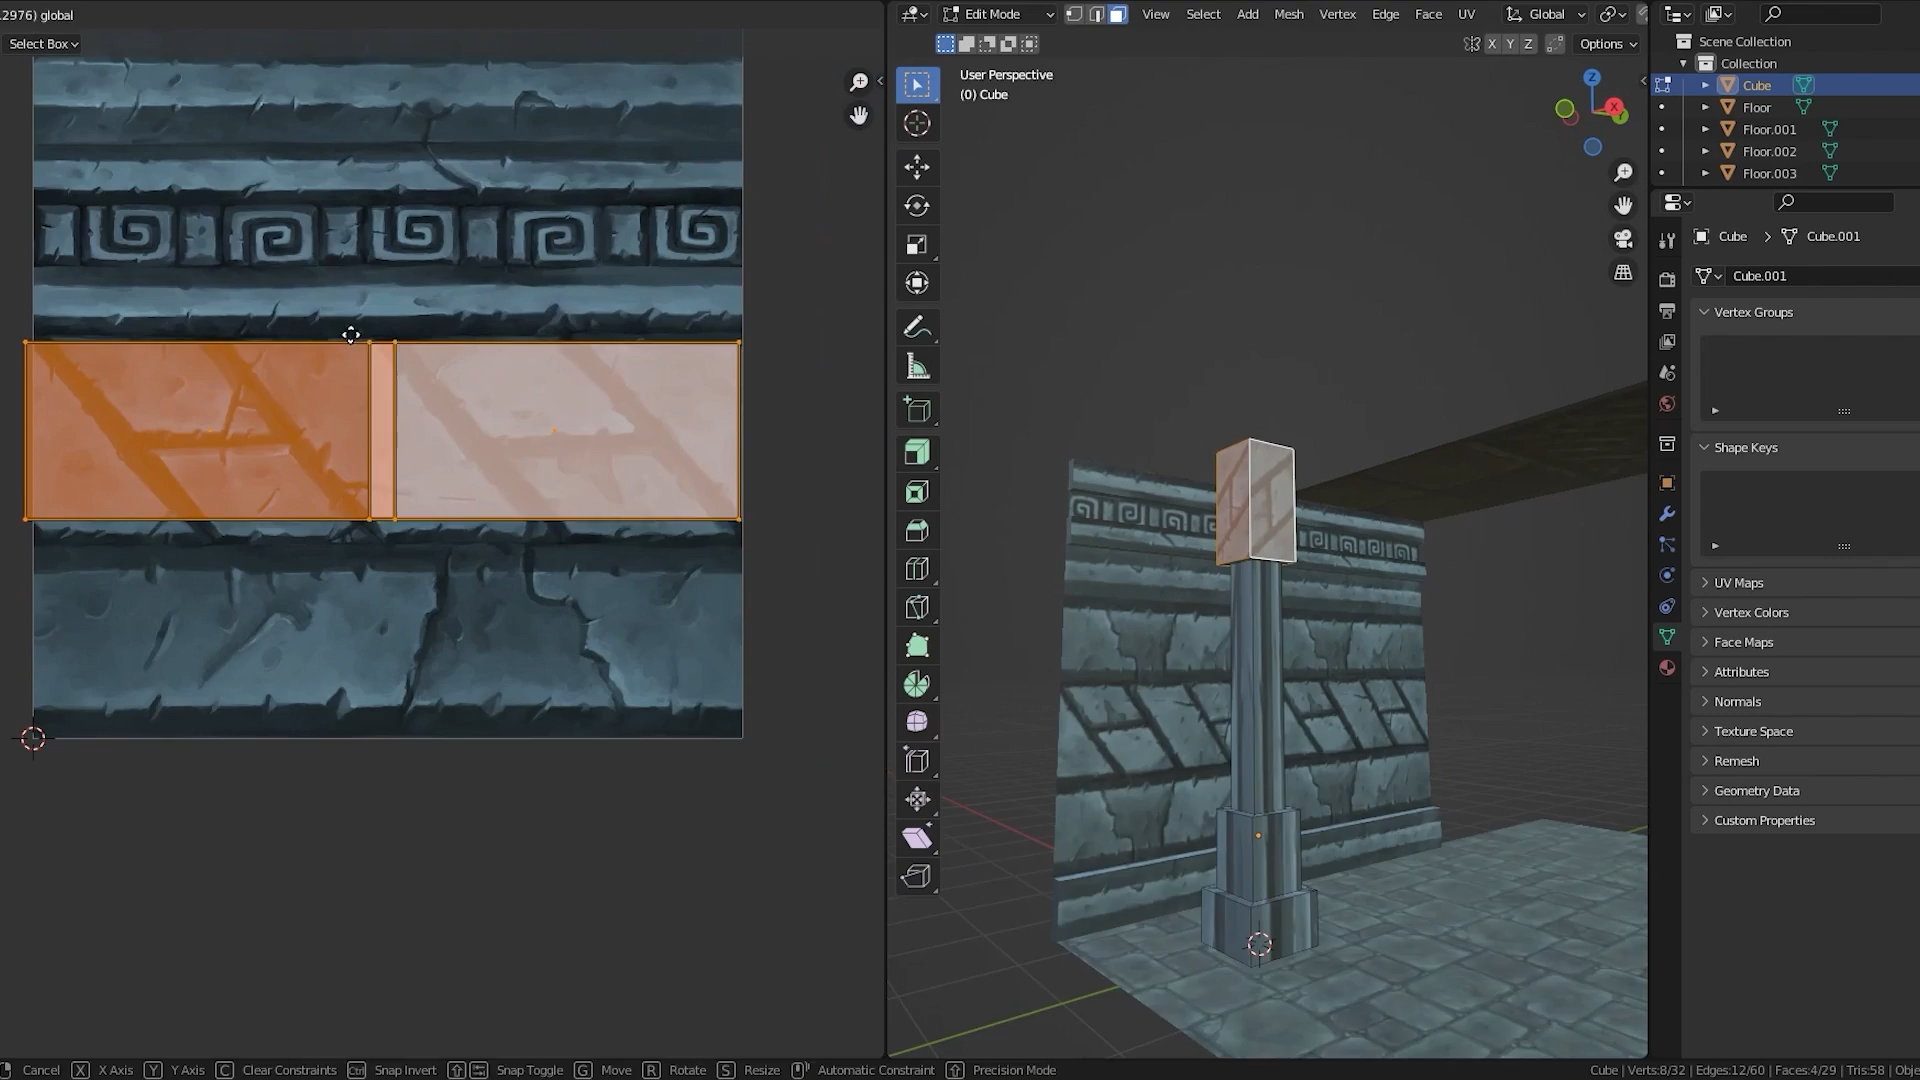 2976) global
Select Box
Edit Mode
View
Select
Add
Mesh
Vertex
Edge
Face
UV
Global
X
Y
Z
Options
User Perspective
(0) Cube
Z
X
Y
Scene Collection
Collection
Cube
Floor
Floor.001
Floor.002
Floor.003
Cube > Cube.001
Cube.001
Vertex Groups
Shape Keys
UV Maps
Vertex Colors
Face Maps
Attributes
Normals
Texture Space
Remesh
Geometry Data
Custom Properties
Cancel X X Axis Y Y Axis C Clear Constraints Ctrl Snap Invert Snap Toggle G Move R Rotate S Resize Automatic Constraint Precision Mode
Cube | Verts:8/32 | Edges:12/60 | Faces:4/29 | Tris:58 | Obje